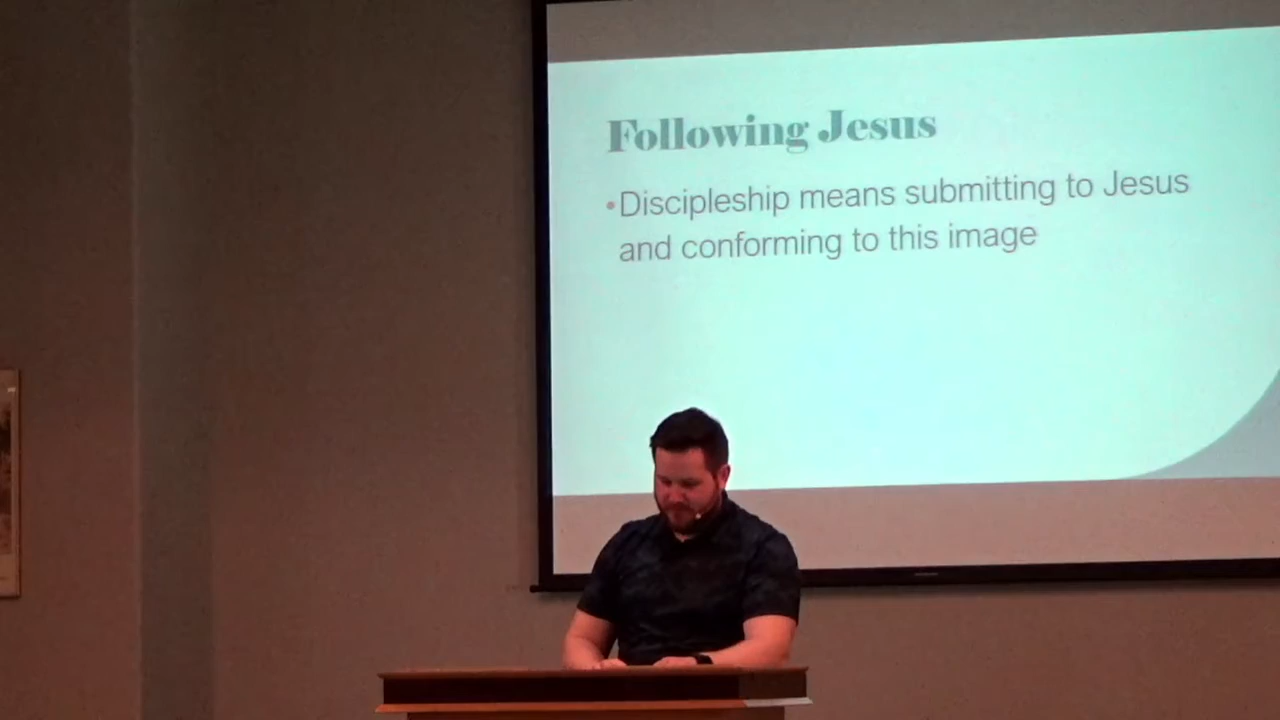 Following Jesus
•Discipleship means submitting to Jesus
and conforming to this image